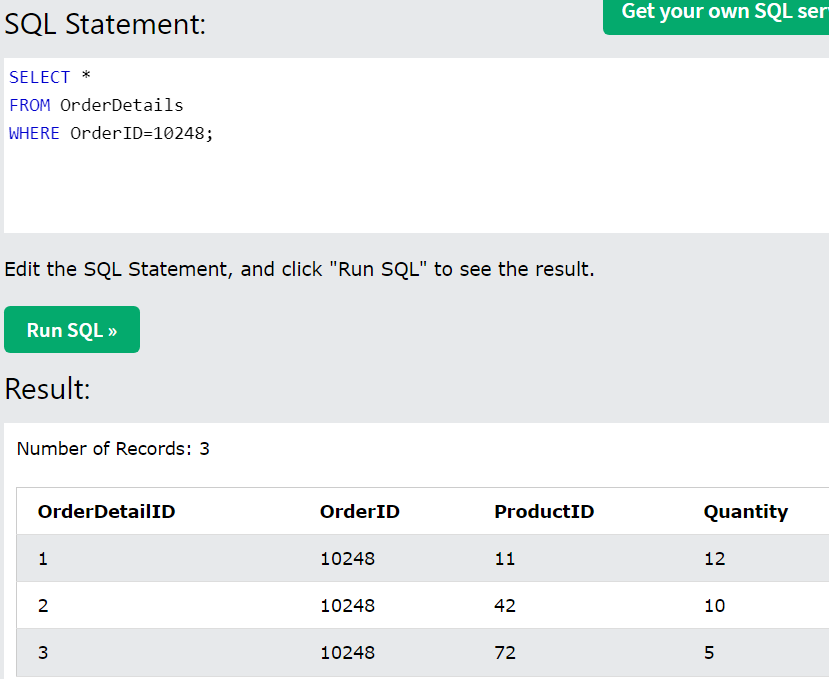 SQL Statement:
Get your own SQL ser
SELECT *
FROM OrderDetails
WHERE OrderID=10248;
Edit the SQL Statement, and click "Run SQL" to see the result.
Run SQL »
Result:
Number of Records: 3
OrderDetailID OrderID ProductID Quantity
1 10248 11 12
2 10248 42 10
3 10248 72 5